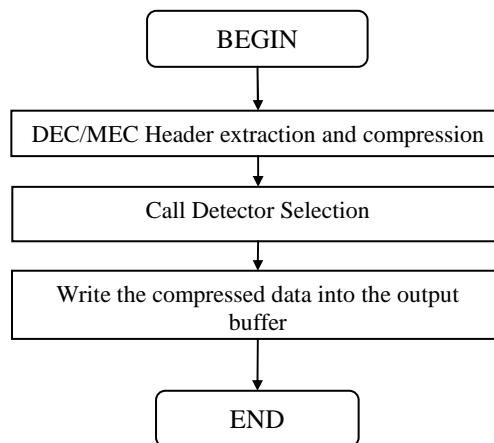 BEGIN
DEC/MEC Header extraction and compression
Call Detector Selection
Write the compressed data into the output
buffer
END